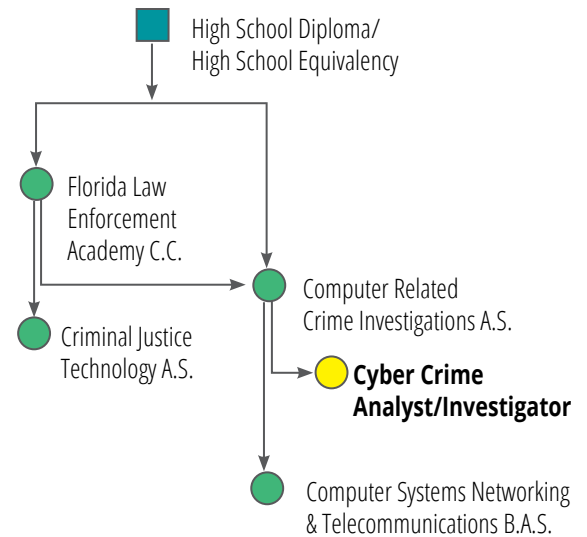 High School Diploma/
High School Equivalency
Florida Law
Enforcement
Academy C.C.
Computer Related
Crime Investigations A.S.
Criminal Justice
Technology A.S.
Cyber Crime
Analyst/Investigator
Computer Systems Networking
& Telecommunications B.A.S.